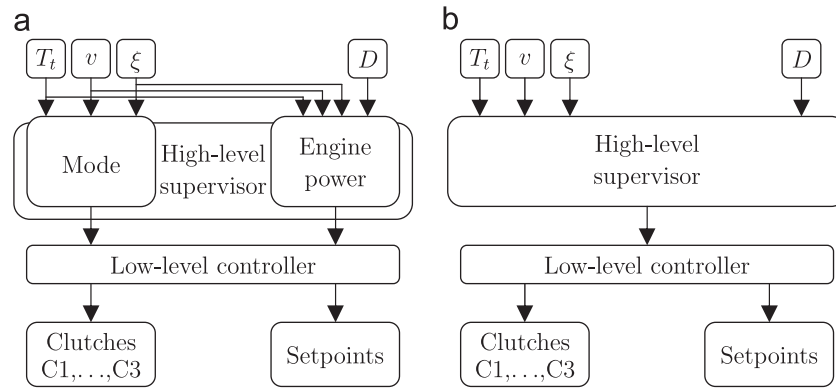 a
T_t v ξ D
Mode
High-level
supervisor
Engine
power
Low-level controller
Clutches
C1,...,C3
Setpoints
b
T_t v ξ D
High-level
supervisor
Low-level controller
Clutches
C1,...,C3
Setpoints